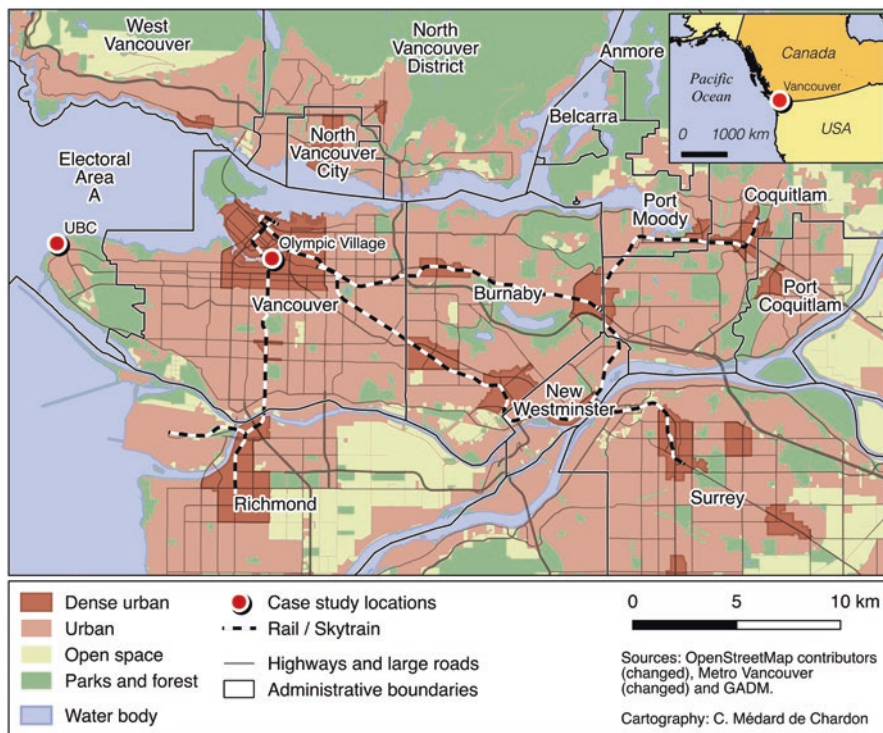 West
Vancouver
North
Vancouver
District
Anmore
Belcarra
North
Vancouver
City
Electoral
Area
A
UBC
Olympic Village
Vancouver
Burnaby
Port
Moody
Coquitlam
Port
Coquitlam
New
Westminster
Richmond
Surrey
Canada
Pacific
Ocean
Vancouver
USA
0 1000 km
Dense urban
Urban
Open space
Parks and forest
Water body
Case study locations
Rail / Skytrain
Highways and large roads
Administrative boundaries
0 5 10 km
Sources: OpenStreetMap contributors
(changed), Metro Vancouver
(changed) and GADM.
Cartography: C. Médard de Chardon